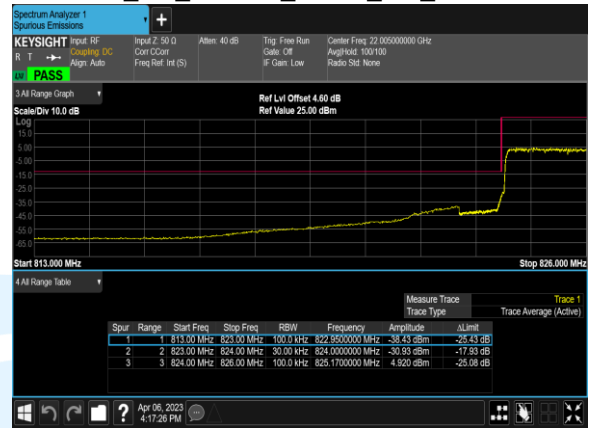 Spectrum Analyzer 1
Spurious Emissions
KEYSIGHT Input: RF Input Z: 50 Ω Atten: 40 dB Trig: Free Run Center Freq: 22.005000000 GHz
R T Coupling: DC Corr CCorr Gate: Off Avg|Hold: 100/100
Align: Auto Freq Ref: Int (S) IF Gain: Low Radio Std: None
PASS
3 All Range Graph
Ref Lvl Offset 4.60 dB
Scale/Div 10.0 dB Ref Value 25.00 dBm
Log
15.0
5.00
-5.00
-15.0
-25.0
-35.0
-45.0
-55.0
-65.0
Start 813.000 MHz Stop 826.000 MHz
4 All Range Table
Measure Trace Trace 1
Trace Type Trace Average (Active)
Spur Range Start Freq Stop Freq RBW Frequency Amplitude ΔLimit
1 1 813.00 MHz 823.00 MHz 100.0 kHz 822.9500000 MHz -38.43 dBm -25.43 dB
2 2 823.00 MHz 824.00 MHz 30.00 kHz 824.0000000 MHz -30.93 dBm -17.93 dB
3 3 824.00 MHz 826.00 MHz 100.0 kHz 825.1700000 MHz 4.920 dBm -25.08 dB
Apr 06, 2023
4:17:26 PM